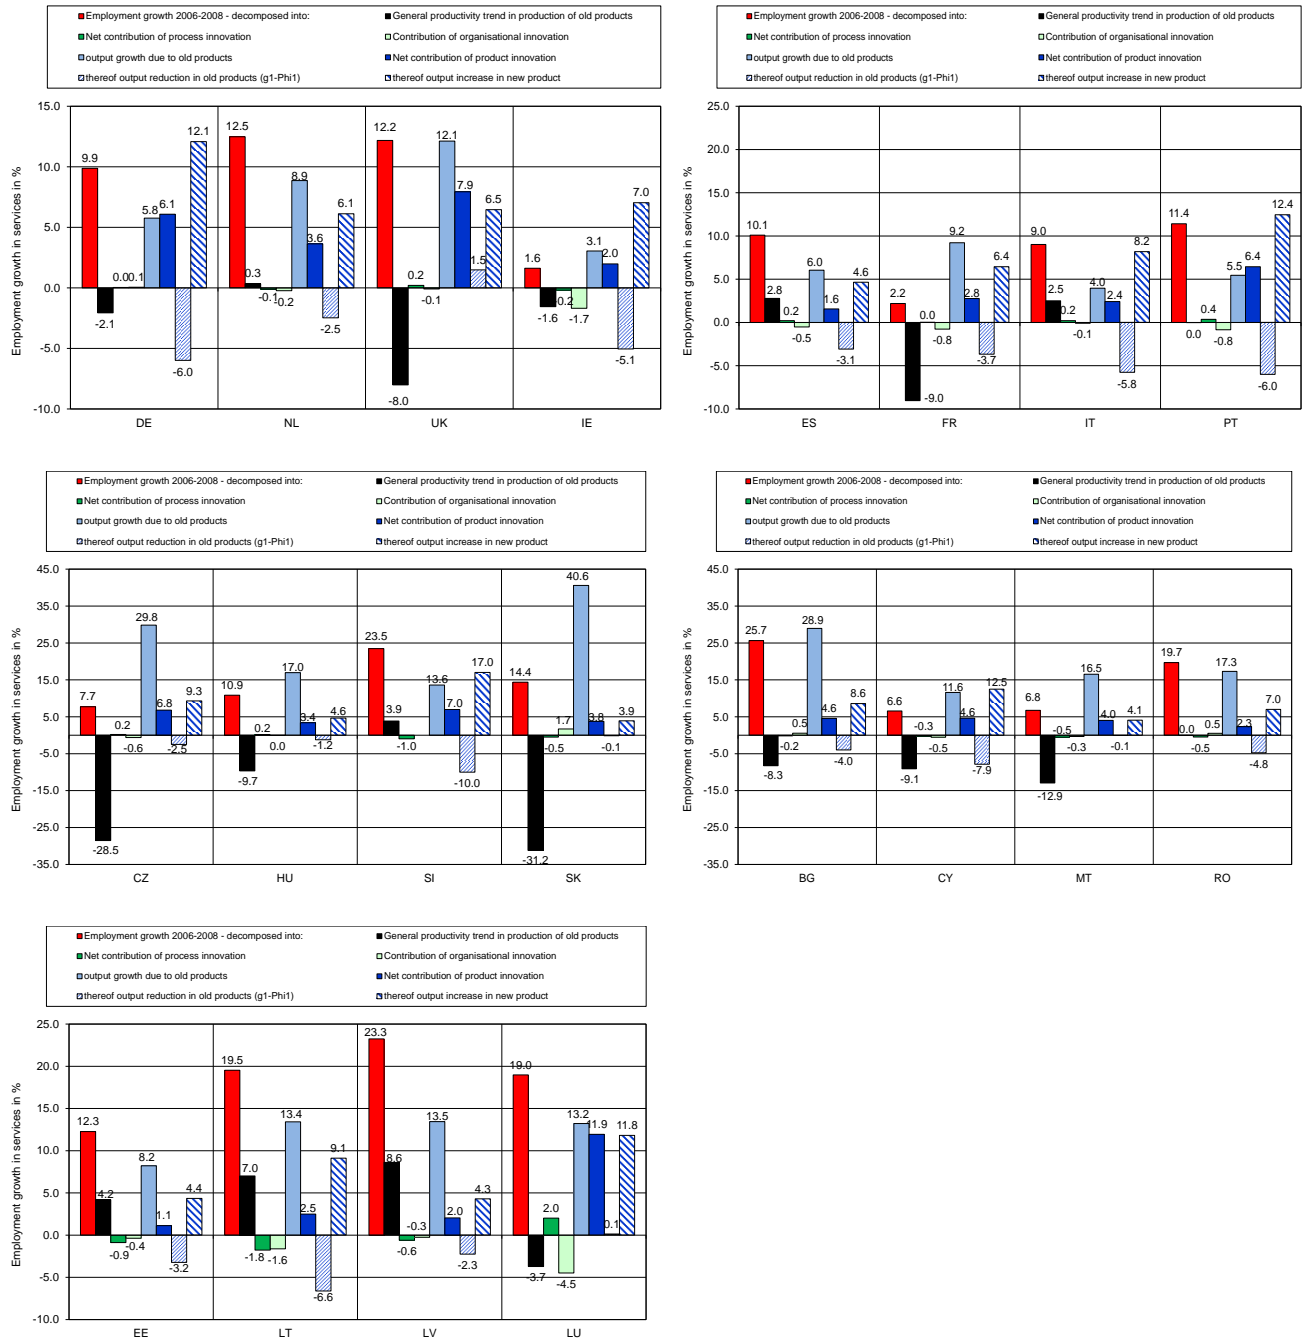 Employment growth 2006-2008 - decomposed into: General productivity trend in production of old products
Net contribution of process innovation Contribution of organisational innovation
output growth due to old products Net contribution of product innovation
thereof output reduction in old products (g1-Phi1) thereof output increase in new product
Employment growth in services in %
15.0
10.0
5.0
0.0
-5.0
-10.0
9.9 -2.1 0.0 0.1 5.8 6.1 -6.0 12.1
12.5 0.3 -0.1 -0.2 8.9 3.6 -2.5 6.1
12.2 -8.0 0.2 -0.1 12.1 7.9 1.5 6.5
1.6 -1.6 -0.2 -1.7 3.1 2.0 -5.1 7.0
DE NL UK IE
Employment growth 2006-2008 - decomposed into: General productivity trend in production of old products
Net contribution of process innovation Contribution of organisational innovation
output growth due to old products Net contribution of product innovation
thereof output reduction in old products (g1-Phi1) thereof output increase in new product
Employment growth in services in %
25.0
20.0
15.0
10.0
5.0
0.0
-5.0
-10.0
10.1 2.8 0.2 -0.5 6.0 1.6 -3.1 4.6
2.2 -9.0 0.0 -0.8 9.2 2.8 -3.7 6.4
9.0 2.5 0.2 -0.1 4.0 2.4 -5.8 8.2
11.4 0.0 0.4 -0.8 5.5 6.4 -6.0 12.4
ES FR IT PT
Employment growth 2006-2008 - decomposed into: General productivity trend in production of old products
Net contribution of process innovation Contribution of organisational innovation
output growth due to old products Net contribution of product innovation
thereof output reduction in old products (g1-Phi1) thereof output increase in new product
Employment growth in services in %
45.0
35.0
25.0
15.0
5.0
-5.0
-15.0
-25.0
-35.0
7.7 -28.5 0.2 -0.6 29.8 6.8 -2.5 9.3
10.9 -9.7 0.2 0.0 17.0 3.4 -1.2 4.6
23.5 3.9 -1.0 13.6 7.0 -10.0 17.0
14.4 -31.2 -0.5 1.7 40.6 3.8 -0.1 3.9
CZ HU SI SK
Employment growth 2006-2008 - decomposed into: General productivity trend in production of old products
Net contribution of process innovation Contribution of organisational innovation
output growth due to old products Net contribution of product innovation
thereof output reduction in old products (g1-Phi1) thereof output increase in new product
Employment growth in services in %
45.0
35.0
25.0
15.0
5.0
-5.0
-15.0
-25.0
-35.0
25.7 -8.3 -0.2 0.5 28.9 4.6 -4.0 8.6
6.6 -9.1 -0.3 -0.5 11.6 4.6 -7.9 12.5
6.8 -12.9 -0.5 -0.3 16.5 4.0 -0.1 4.1
19.7 0.0 -0.5 0.5 17.3 2.3 -4.8 7.0
BG CY MT RO
Employment growth 2006-2008 - decomposed into: General productivity trend in production of old products
Net contribution of process innovation Contribution of organisational innovation
output growth due to old products Net contribution of product innovation
thereof output reduction in old products (g1-Phi1) thereof output increase in new product
Employment growth in services in %
25.0
20.0
15.0
10.0
5.0
0.0
-5.0
-10.0
12.3 4.2 -0.9 -0.4 8.2 1.1 -3.2 4.4
19.5 7.0 -1.8 -1.6 13.4 2.5 -6.6 9.1
23.3 8.6 -0.6 -0.3 13.5 2.0 -2.3 4.3
19.0 -3.7 2.0 -4.5 13.2 11.9 0.1 11.8
EE LT LV LU